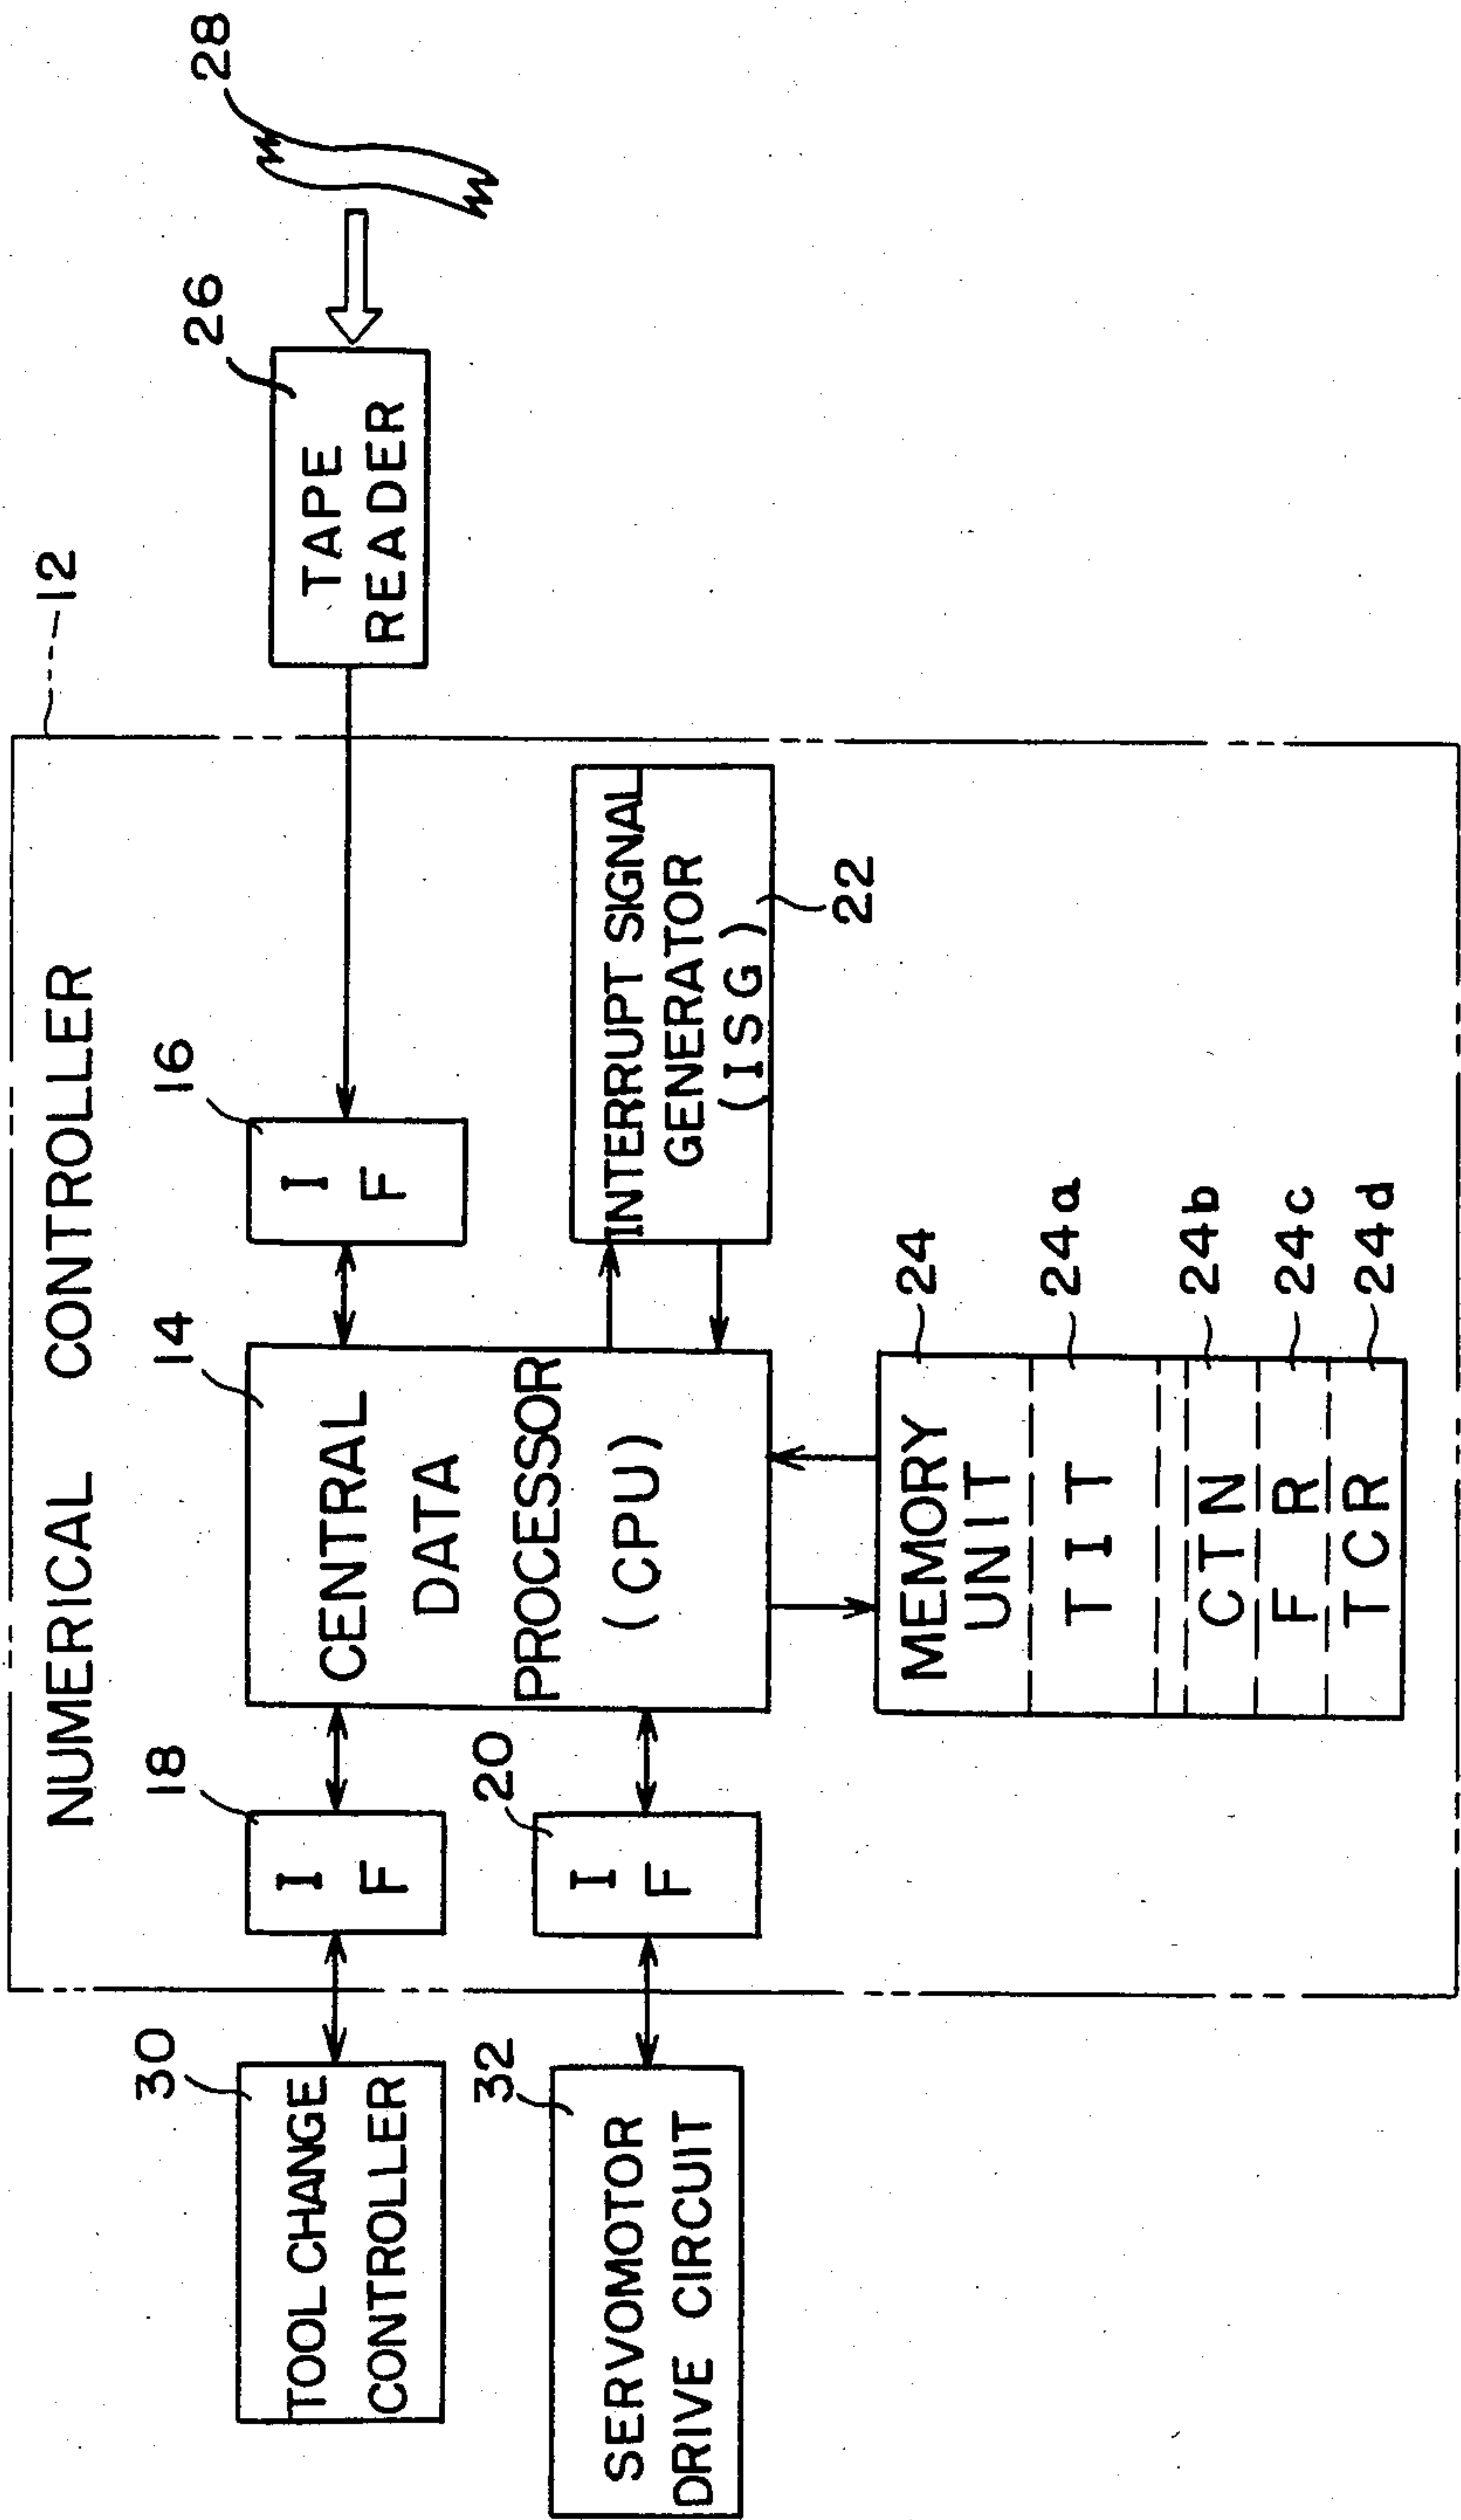 NUMERICAL CONTROLLER
12
30
TOOL CHANGE
CONTROLLER
32
SERVOMOTOR
DRIVE CIRCUIT
18
I
F
20
I
F
14
CENTRAL
DATA
PROCESSOR
(CPU)
16
I
F
INTERRUPT SIGNAL
GENERATOR
(ISG)
22
26
TAPE
READER
28
MEMORY
UNIT
TIT
CTN
FR
TCR
24
24a
24b
24c
24d